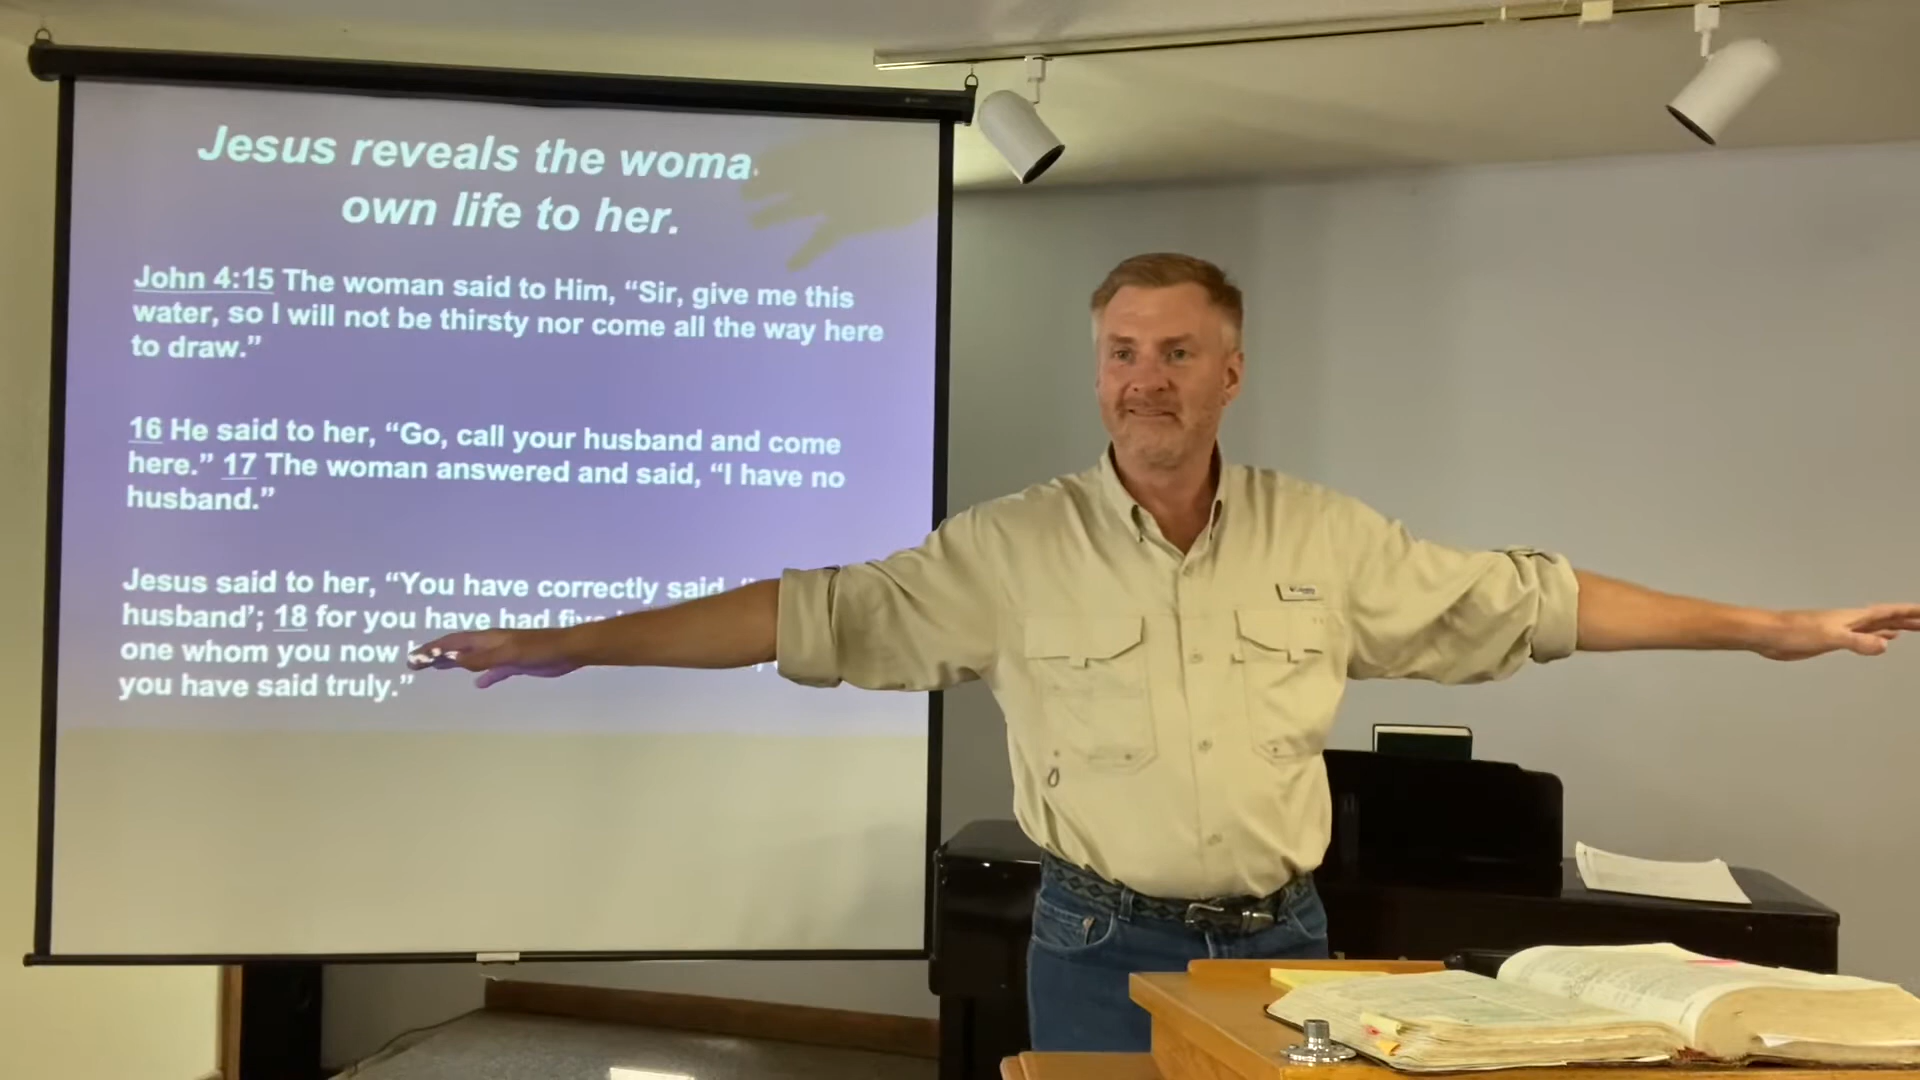 Jesus reveals the woma
own life to her.
John 4:15 The woman said to Him, “Sir, give me this
water, so I will not be thirsty nor come all the way here
to draw.”
16 He said to her, “Go, call your husband and come
here.” 17 The woman answered and said, “I have no
husband.”
Jesus said to her, “You have correctly said,
husband’; 18 for you have had
one whom you now
you have said truly.”